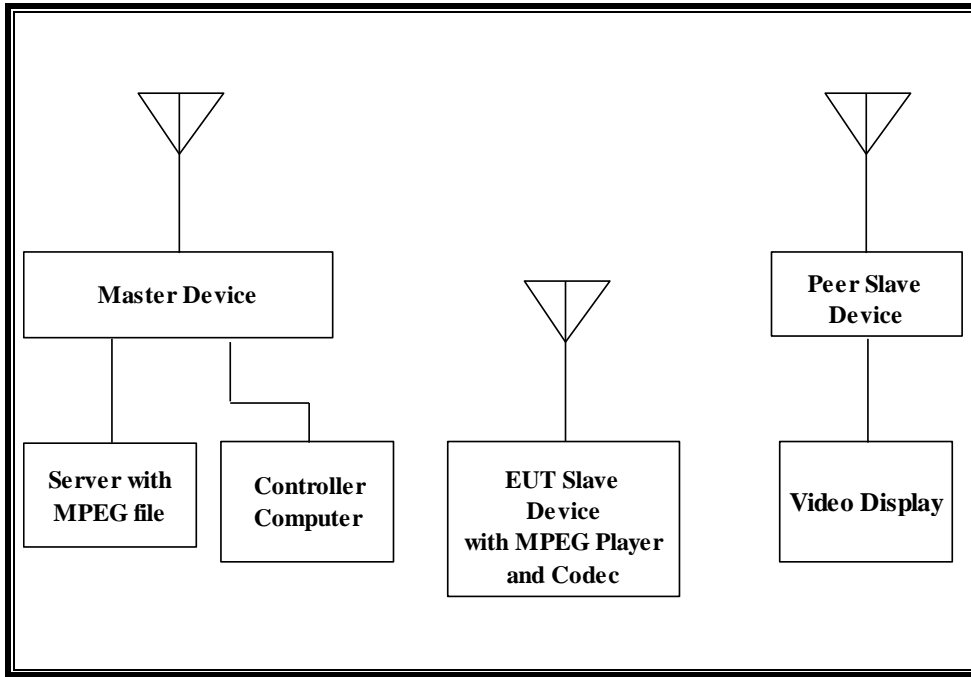 Master Device
Peer Slave
Device
Server with
MPEG file
Controller
Computer
EUT Slave
Device
with MPEG Player
and Codec
Video Display